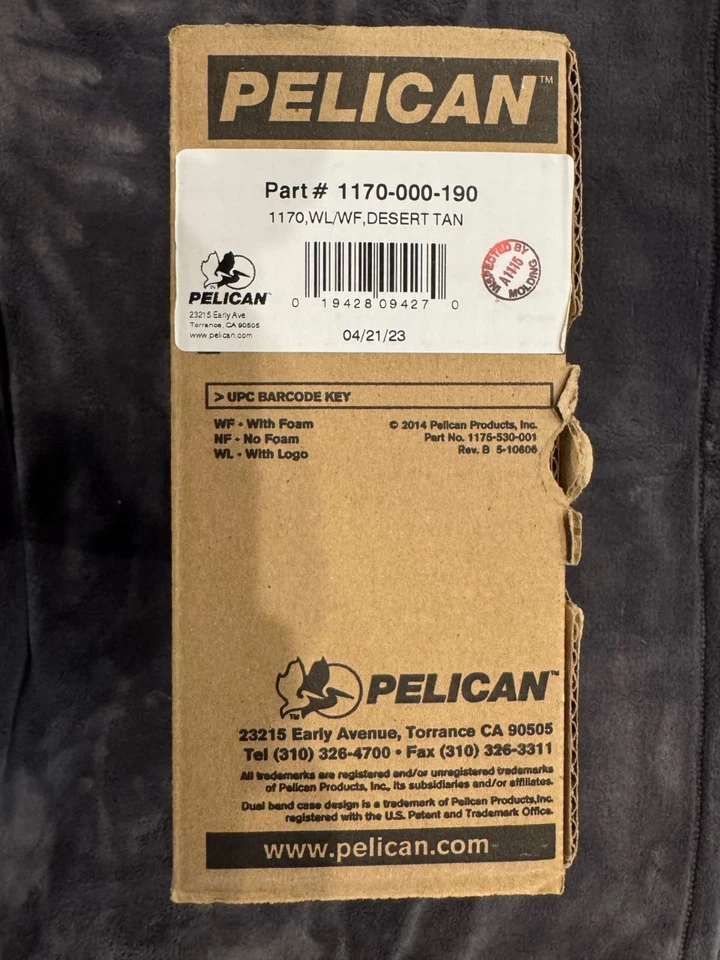 PELICAN™
Part # 1170-000-190
1170,WL/WF,DESERT TAN
TM
PELICAN™
23215 Early Ave
Torrance, CA 90505
www.pelican.com
0 19428 09427 0
04/21/23
INSPECTED BY
A1115
MOLDING
> UPC BARCODE KEY
WF - With Foam
NF - No Foam
WL - With Logo
© 2014 Pelican Products, Inc.
Part No. 1175-530-001
Rev. B 5-10606
TM
PELICAN™
23215 Early Avenue, Torrance CA 90505
Tel (310) 326-4700 • Fax (310) 326-3311
All trademarks are registered and/or unregistered trademarks
of Pelican Products, Inc., its subsidiaries and/or affiliates.
Dual band case design is a trademark of Pelican Products,Inc.
registered with the U.S. Patent and Trademark Office.
www.pelican.com